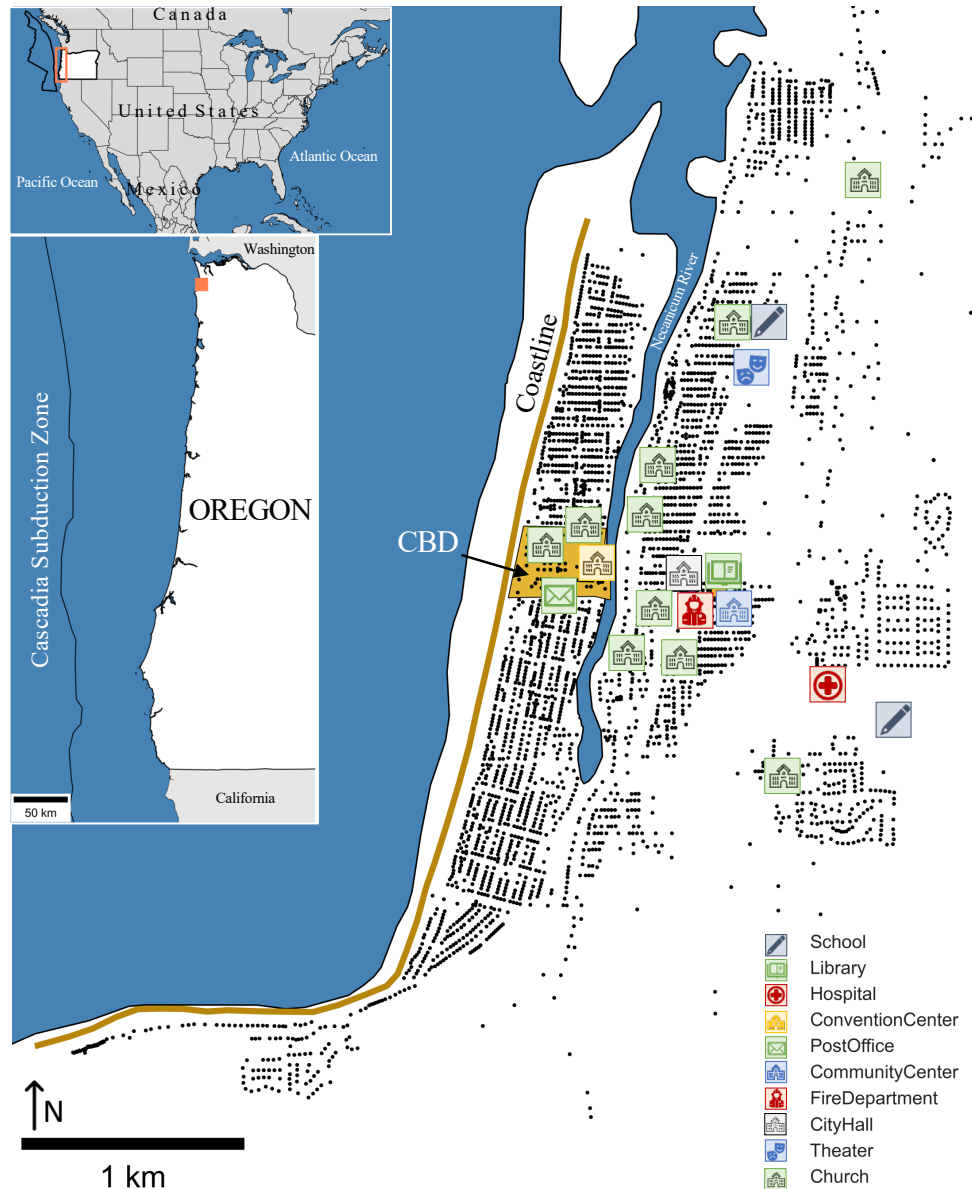 Canada
United States
Atlantic Ocean
Pacific Ocean
Mexico
Washington
Cascadia Subduction Zone
OREGON
California
50 km
Necanicum River
Coastline
CBD
School
Library
Hospital
ConventionCenter
PostOffice
CommunityCenter
FireDepartment
CityHall
Theater
Church
N
1 km